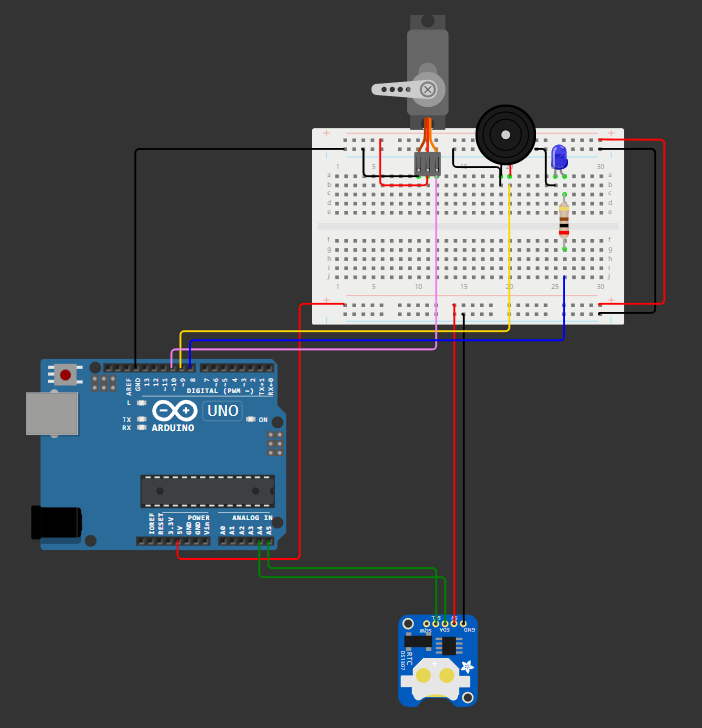 1 5 10 15 20 25 30
a a
b b
c c
d d
e e
f f
g g
h h
i i
j j
1 5 10 15 20 25 30
AREF
GND
13
12
~11
~10
~9
8
7
~6
~5
4
~3
2
TX→1
RX←0
DIGITAL (PWM ~)
L
TX
RX
UNO
ARDUINO
ON
IOREF
RESET
3.3V
5V
GND
GND
Vin
POWER
ANALOG IN
A0
A1
A2
A3
A4
A5
SQW
SDA
GND
RTC
DS1307